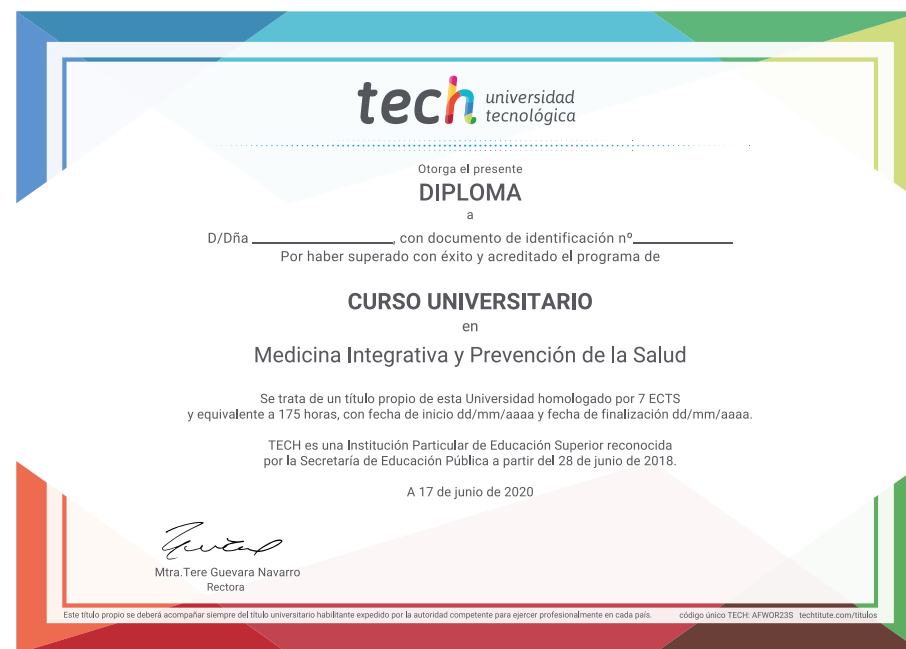 tech universidad
tecnológica
Otorga el presente
DIPLOMA
a
D/Dña ____________________, con documento de identificación nº______________
Por haber superado con éxito y acreditado el programa de
CURSO UNIVERSITARIO
en
Medicina Integrativa y Prevención de la Salud
Se trata de un título propio de esta Universidad homologado por 7 ECTS
y equivalente a 175 horas, con fecha de inicio dd/mm/aaaa y fecha de finalización dd/mm/aaaa.
TECH es una Institución Particular de Educación Superior reconocida
por la Secretaría de Educación Pública a partir del 28 de junio de 2018.
A 17 de junio de 2020
Mtra.Tere Guevara Navarro
Rectora
Este título propio se deberá acompañar siempre del título universitario habilitante expedido por la autoridad competente para ejercer profesionalmente en cada país. código único TECH: AFWOR23S techtitute.com/titulos